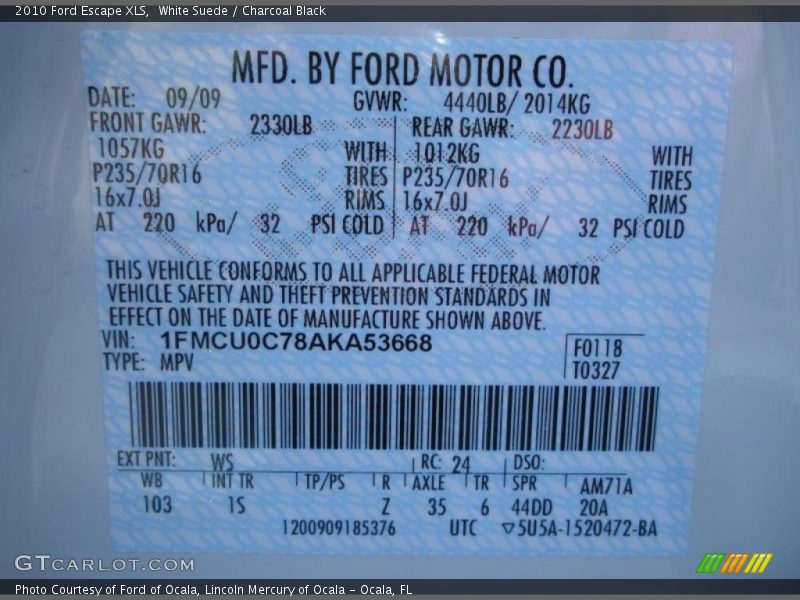 2010 Ford Escape XLS, White Suede / Charcoal Black
MFD. BY FORD MOTOR CO.
DATE: 09/09 GVWR: 4440LB/ 2014KG
FRONT GAWR: 2330LB REAR GAWR: 2230LB
1057KG WITH 1012KG WITH
P235/70R16 TIRES P235/70R16 TIRES
16x7.0J RIMS 16x7.0J RIMS
AT 220 kPa/ 32 PSI COLD AT 220 kPa/ 32 PSI COLD
THIS VEHICLE CONFORMS TO ALL APPLICABLE FEDERAL MOTOR
VEHICLE SAFETY AND THEFT PREVENTION STANDARDS IN
EFFECT ON THE DATE OF MANUFACTURE SHOWN ABOVE.
VIN: 1FMCU0C78AKA53668 F0118
TYPE: MPV T0327
EXT PNT: WS RC: 24 DSO:
WB INT TR TP/PS R AXLE TR SPR AM71A
103 1S Z 35 6 44DD 20A
1200909185376 UTC ▽5U5A-1520472-BA
GTCARLOT.COM
Photo Courtesy of Ford of Ocala, Lincoln Mercury of Ocala - Ocala, FL